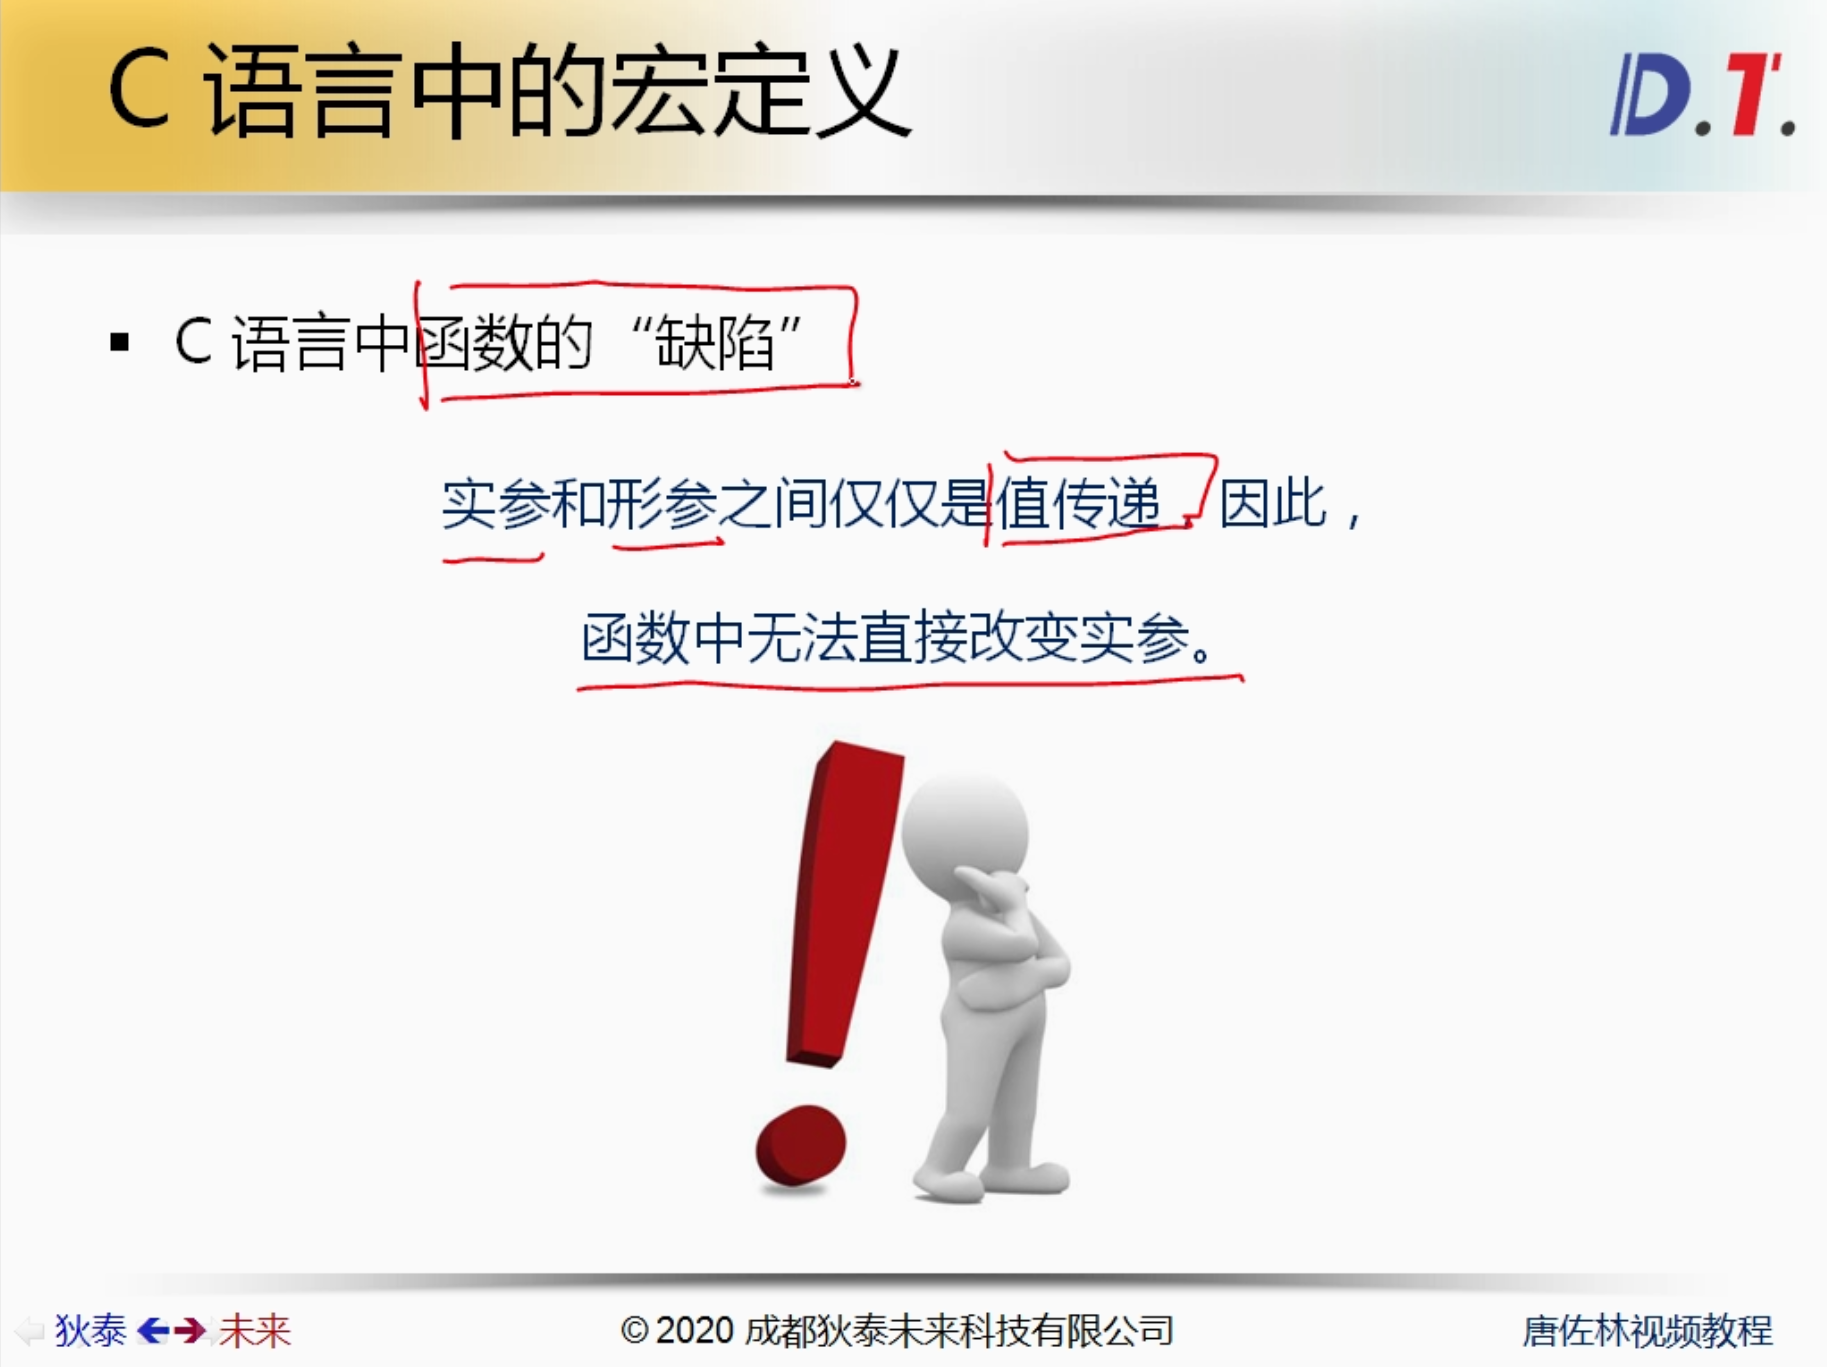 C 语言中的宏定义
D.T.
▪ C 语言中函数的“缺陷”
实参和形参之间仅仅是值传递，因此，
函数中无法直接改变实参。
狄泰 未来
© 2020 成都狄泰未来科技有限公司
唐佐林视频教程